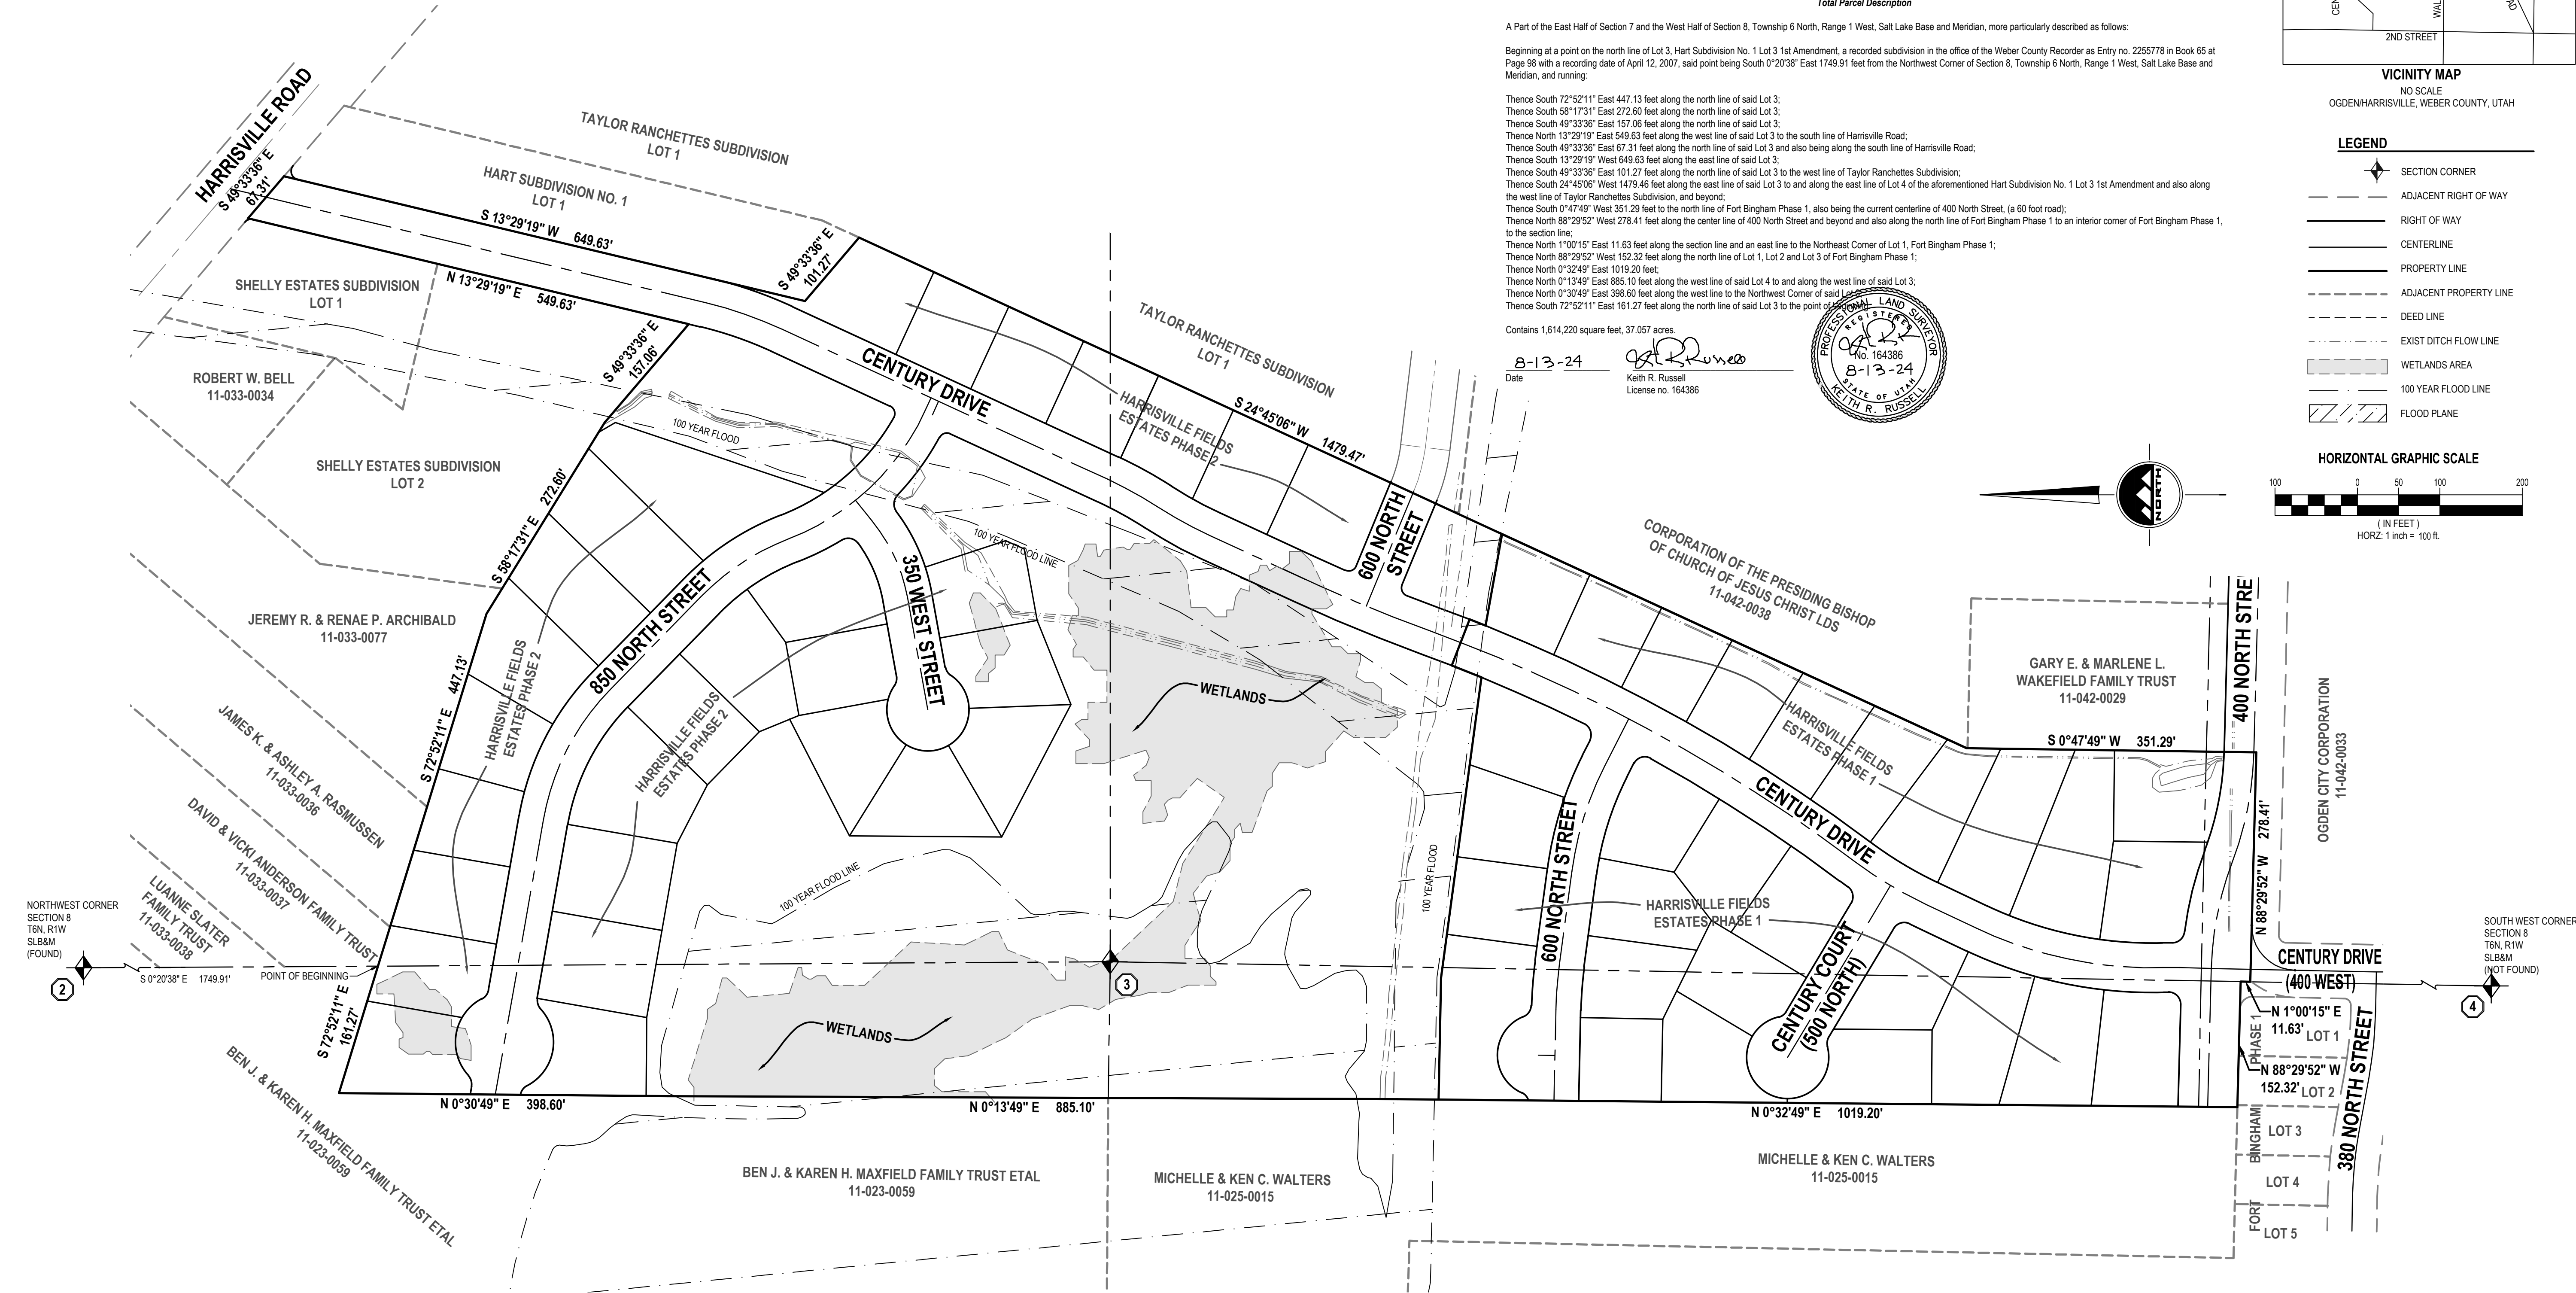 Total Parcel Description
A Part of the East Half of Section 7 and the West Half of Section 8, Township 6 North, Range 1 West, Salt Lake Base and Meridian, more particularly described as follows:
Beginning at a point on the north line of Lot 3, Hart Subdivision No. 1 Lot 3 1st Amendment, a recorded subdivision in the office of the Weber County Recorder as Entry no. 2255778 in Book 65 at
Page 98 with a recording date of April 12, 2007, said point being South 0°20'38" East 1749.91 feet from the Northwest Corner of Section 8, Township 6 North, Range 1 West, Salt Lake Base and
Meridian, and running:
Thence South 72°52'11" East 447.13 feet along the north line of said Lot 3;
Thence South 58°17'31" East 272.60 feet along the north line of said Lot 3;
Thence South 49°33'36" East 157.06 feet along the north line of said Lot 3;
Thence North 13°29'19" East 549.63 feet along the west line of said Lot 3 to the south line of Harrisville Road;
Thence South 49°33'36" East 67.31 feet along the north line of said Lot 3 and also being along the south line of Harrisville Road;
Thence South 13°29'19" West 649.63 feet along the east line of said Lot 3;
Thence South 49°33'36" East 101.27 feet along the north line of said Lot 3 to the west line of Taylor Ranchettes Subdivision;
Thence South 24°45'06" West 1479.46 feet along the east line of said Lot 3 to and along the east line of Lot 4 of the aforementioned Hart Subdivision No. 1 Lot 3 1st Amendment and also along
the west line of Taylor Ranchettes Subdivision, and beyond;
Thence South 0°47'49" West 351.29 feet to the north line of Fort Bingham Phase 1, also being the current centerline of 400 North Street, (a 60 foot road);
Thence North 88°29'52" West 278.41 feet along the center line of 400 North Street and beyond and also along the north line of Fort Bingham Phase 1 to an interior corner of Fort Bingham Phase 1,
to the section line;
Thence North 1°00'15" East 11.63 feet along the section line and an east line to the Northeast Corner of Lot 1, Fort Bingham Phase 1;
Thence North 88°29'52" West 152.32 feet along the north line of Lot 1, Lot 2 and Lot 3 of Fort Bingham Phase 1;
Thence North 0°32'49" East 1019.20 feet;
Thence North 0°13'49" East 885.10 feet along the west line of said Lot 4 to and along the west line of said Lot 3;
Thence North 0°30'49" East 398.60 feet along the west line to the Northwest Corner of said
Thence South 72°52'11" East 161.27 feet along the north line of said Lot 3 to the point of
Contains 1,614,220 square feet, 37.057 acres.
8-13-24
Date
Keith R. Russell
License no. 164386
PROFESSIONAL LAND SURVEYOR
REGISTERED
No. 164386
8-13-24
STATE OF UTAH
KEITH R. RUSSELL
CEN
WAL
AD
2ND STREET
VICINITY MAP
NO SCALE
OGDEN/HARRISVILLE, WEBER COUNTY, UTAH
LEGEND
SECTION CORNER
ADJACENT RIGHT OF WAY
RIGHT OF WAY
CENTERLINE
PROPERTY LINE
ADJACENT PROPERTY LINE
DEED LINE
EXIST DITCH FLOW LINE
WETLANDS AREA
100 YEAR FLOOD LINE
FLOOD PLANE
NORTH
HORIZONTAL GRAPHIC SCALE
100 0 50 100 200
( IN FEET )
HORZ: 1 inch = 100 ft.
HARRISVILLE ROAD
S 49°33'36" E
67.31'
TAYLOR RANCHETTES SUBDIVISION
LOT 1
HART SUBDIVISION NO. 1
LOT 1
S 13°29'19" W 649.63'
N 13°29'19" E 549.63'
S 49°33'36" E
101.27'
SHELLY ESTATES SUBDIVISION
LOT 1
S 49°33'36" E
157.06'
ROBERT W. BELL
11-033-0034
SHELLY ESTATES SUBDIVISION
LOT 2
TAYLOR RANCHETTES SUBDIVISION
LOT 1
CENTURY DRIVE
HARRISVILLE FIELDS
ESTATES PHASE 2
S 24°45'06" W 1479.47'
100 YEAR FLOOD
S 58°17'31" E 272.60'
600 NORTH
STREET
100 YEAR FLOOD LINE
350 WEST STREET
850 NORTH STREET
JEREMY R. & RENAE P. ARCHIBALD
11-033-0077
CORPORATION OF THE PRESIDING BISHOP
OF CHURCH OF JESUS CHRIST LDS
11-042-0038
GARY E. & MARLENE L.
WAKEFIELD FAMILY TRUST
11-042-0029
400 NORTH STRE
OGDEN CITY CORPORATION
11-042-0033
S 0°47'49" W 351.29'
HARRISVILLE FIELDS
ESTATES PHASE 2
HARRISVILLE FIELDS
ESTATES PHASE 2
WETLANDS
S 72°52'11" E 447.13'
JAMES K. & ASHLEY A. RASMUSSEN
11-033-0036
DAVID & VICKI ANDERSON FAMILY TRUST
11-033-0037
LUANNE SLATER
FAMILY TRUST
11-033-0038
HARRISVILLE FIELDS
ESTATES PHASE 1
CENTURY DRIVE
600 NORTH STREET
100 YEAR FLOOD
100 YEAR FLOOD LINE
HARRISVILLE FIELDS
ESTATES PHASE 1
CENTURY COURT
(500 NORTH)
N 88°29'52" W 278.41'
NORTHWEST CORNER
SECTION 8
T6N, R1W
SLB&M
(FOUND)
2
S 0°20'38" E 1749.91'
POINT OF BEGINNING
3
SOUTH WEST CORNER
SECTION 8
T6N, R1W
SLB&M
(NOT FOUND)
4
CENTURY DRIVE
(400 WEST)
N 1°00'15" E
11.63'
LOT 1
N 88°29'52" W
152.32'
LOT 2
LOT 3
LOT 4
LOT 5
FORT BINGHAM PHASE 1
380 NORTH STREET
S 72°52'11" E
161.27'
WETLANDS
N 0°30'49" E 398.60'
N 0°13'49" E 885.10'
N 0°32'49" E 1019.20'
BEN J. & KAREN H. MAXFIELD FAMILY TRUST ETAL
11-023-0059
BEN J. & KAREN H. MAXFIELD FAMILY TRUST ETAL
11-023-0059
MICHELLE & KEN C. WALTERS
11-025-0015
MICHELLE & KEN C. WALTERS
11-025-0015